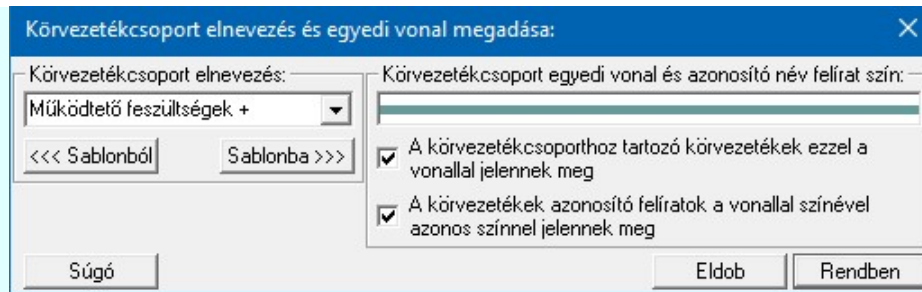 Körvezetékcsoport elnevezés és egyedi vonal megadása:
Körvezetékcsoport elnevezés:
Működtető feszültségek +
<<< Sablonból
Sablonba >>>
Körvezetékcsoport egyedi vonal és azonosító név felírat szín:
A körvezetékcsoporthoz tartozó körvezetékek ezzel a
vonallal jelennek meg
A körvezetékek azonosító felíratok a vonallal színével
azonos színnel jelennek meg
Súgó
Eldob
Rendben